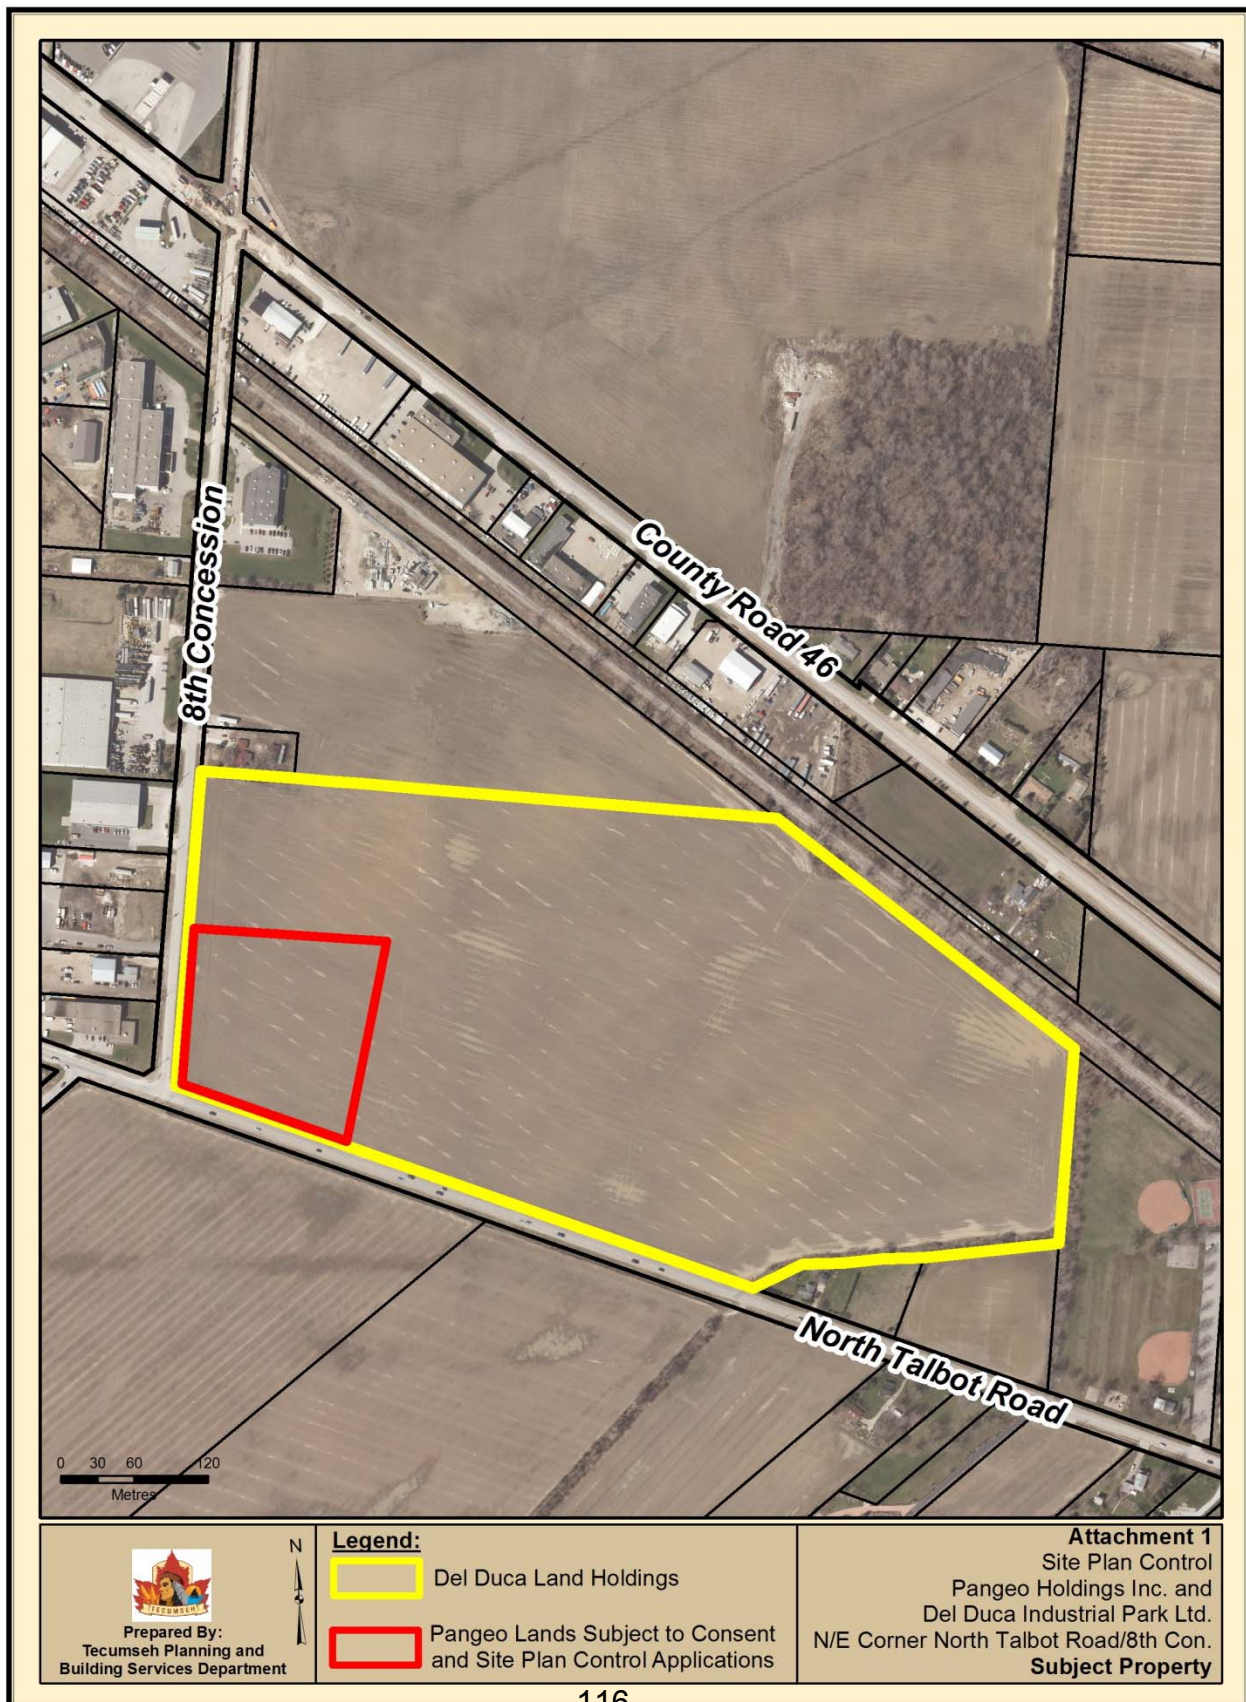 County Road 46
8th Concession
North Talbot Road
0 30 60 120
Metres
TECUMSEH
N
Prepared By:
Tecumseh Planning and
Building Services Department
Legend:
Del Duca Land Holdings
Pangeo Lands Subject to Consent
and Site Plan Control Applications
Attachment 1
Site Plan Control
Pangeo Holdings Inc. and
Del Duca Industrial Park Ltd.
N/E Corner North Talbot Road/8th Con.
Subject Property
116